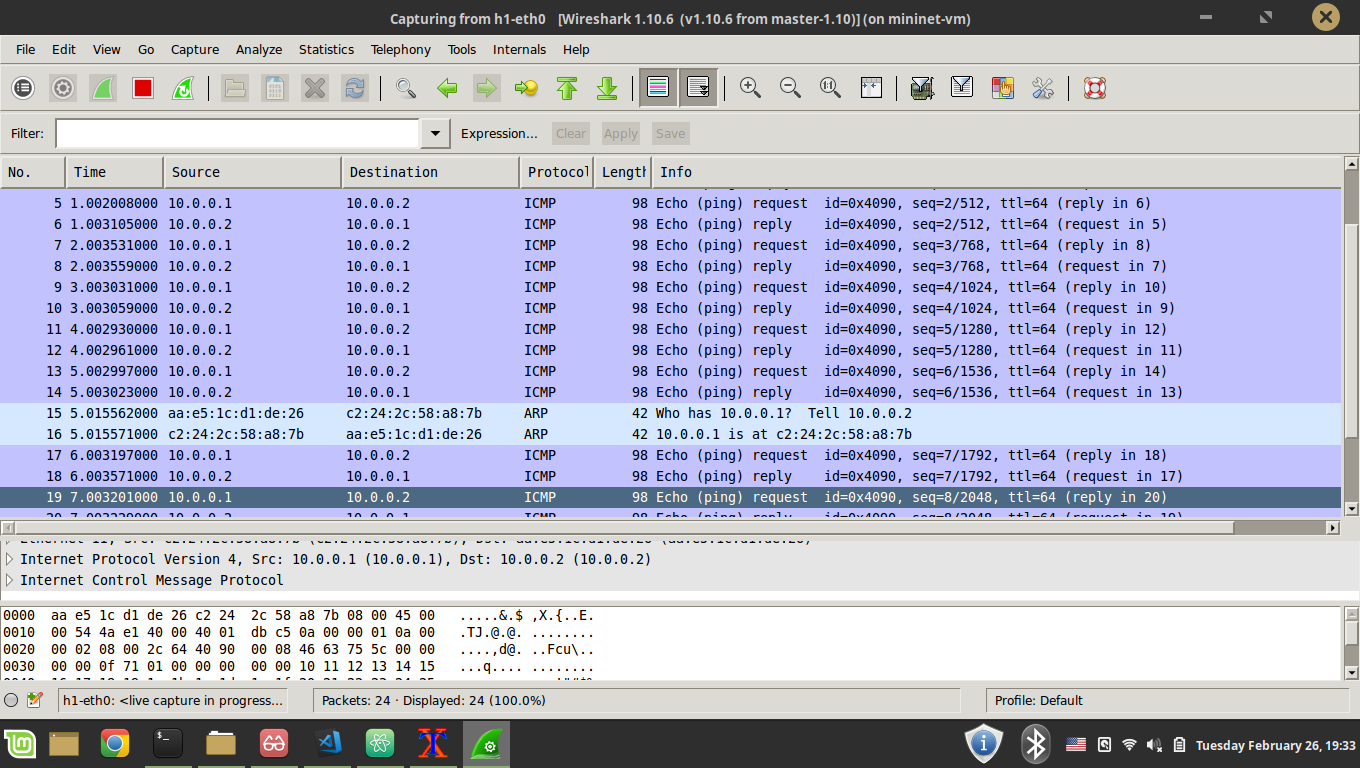 Capturing from h1-eth0 [Wireshark 1.10.6 (v1.10.6 from master-1.10)] (on mininet-vm)
File Edit View Go Capture Analyze Statistics Telephony Tools Internals Help
Filter: Expression... Clear Apply Save
No. Time Source Destination Protocol Length Info
5 1.002008000 10.0.0.1 10.0.0.2 ICMP 98 Echo (ping) request id=0x4090, seq=2/512, ttl=64 (reply in 6)
6 1.003105000 10.0.0.2 10.0.0.1 ICMP 98 Echo (ping) reply id=0x4090, seq=2/512, ttl=64 (request in 5)
7 2.003531000 10.0.0.1 10.0.0.2 ICMP 98 Echo (ping) request id=0x4090, seq=3/768, ttl=64 (reply in 8)
8 2.003559000 10.0.0.2 10.0.0.1 ICMP 98 Echo (ping) reply id=0x4090, seq=3/768, ttl=64 (request in 7)
9 3.003031000 10.0.0.1 10.0.0.2 ICMP 98 Echo (ping) request id=0x4090, seq=4/1024, ttl=64 (reply in 10)
10 3.003059000 10.0.0.2 10.0.0.1 ICMP 98 Echo (ping) reply id=0x4090, seq=4/1024, ttl=64 (request in 9)
11 4.002930000 10.0.0.1 10.0.0.2 ICMP 98 Echo (ping) request id=0x4090, seq=5/1280, ttl=64 (reply in 12)
12 4.002961000 10.0.0.2 10.0.0.1 ICMP 98 Echo (ping) reply id=0x4090, seq=5/1280, ttl=64 (request in 11)
13 5.002997000 10.0.0.1 10.0.0.2 ICMP 98 Echo (ping) request id=0x4090, seq=6/1536, ttl=64 (reply in 14)
14 5.003023000 10.0.0.2 10.0.0.1 ICMP 98 Echo (ping) reply id=0x4090, seq=6/1536, ttl=64 (request in 13)
15 5.015562000 aa:e5:1c:d1:de:26 c2:24:2c:58:a8:7b ARP 42 Who has 10.0.0.1? Tell 10.0.0.2
16 5.015571000 c2:24:2c:58:a8:7b aa:e5:1c:d1:de:26 ARP 42 10.0.0.1 is at c2:24:2c:58:a8:7b
17 6.003197000 10.0.0.1 10.0.0.2 ICMP 98 Echo (ping) request id=0x4090, seq=7/1792, ttl=64 (reply in 18)
18 6.003571000 10.0.0.2 10.0.0.1 ICMP 98 Echo (ping) reply id=0x4090, seq=7/1792, ttl=64 (request in 17)
19 7.003201000 10.0.0.1 10.0.0.2 ICMP 98 Echo (ping) request id=0x4090, seq=8/2048, ttl=64 (reply in 20)
Internet Protocol Version 4, Src: 10.0.0.1 (10.0.0.1), Dst: 10.0.0.2 (10.0.0.2)
Internet Control Message Protocol
0000 aa e5 1c d1 de 26 c2 24 2c 58 a8 7b 08 00 45 00 .....&.$ ,X.{..E.
0010 00 54 4a e1 40 00 40 01 db c5 0a 00 00 01 0a 00 .TJ.@.@. ........
0020 00 02 08 00 2c 64 40 90 00 08 46 63 75 5c 00 00 ....,d@. ..Fcu\..
0030 00 00 0f 71 01 00 00 00 00 00 10 11 12 13 14 15 ...q.... ........
h1-eth0: <live capture in progress... Packets: 24 · Displayed: 24 (100.0%) Profile: Default
Tuesday February 26, 19:33